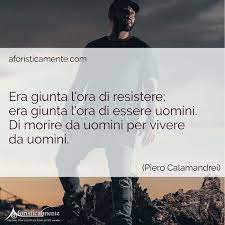 aforisticamente.com
Era giunta l'ora di resistere;
era giunta l'ora di essere uomini.
Di morire da uomini per vivere
da uomini.
(Piero Calamandrei)
Aforisticamente